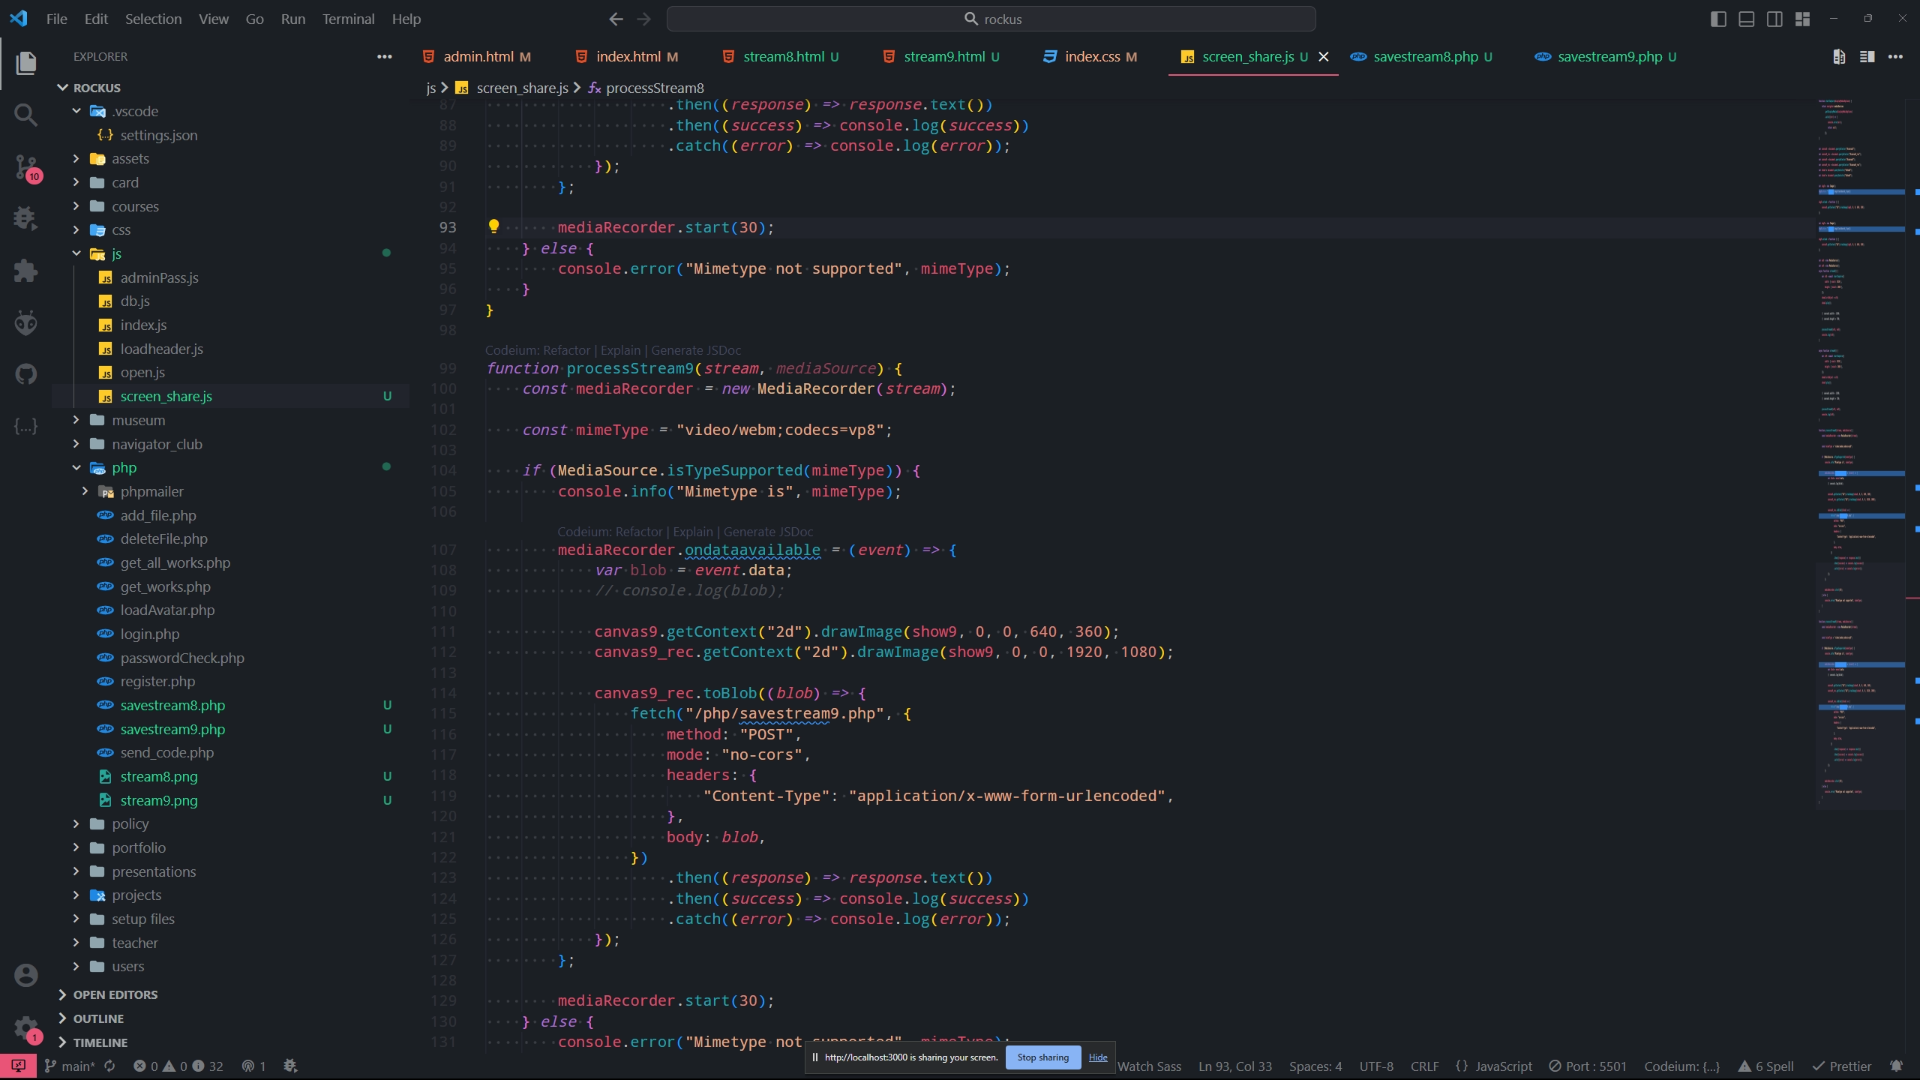 File Edit Selection View Go Run Terminal Help
rockus
EXPLORER
admin.html M
index.html M
stream8.html U
stream9.html U
index.css M
screen_share.js U
savestream8.php U
savestream9.php U
js > screen_share.js > processStream8
ROCKUS
.vscode
settings.json
assets
card
courses
css
js
adminPass.js
db.js
index.js
loadheader.js
open.js
screen_share.js U
museum
navigator_club
php
phpmailer
add_file.php
deleteFile.php
get_all_works.php
get_works.php
loadAvatar.php
login.php
passwordCheck.php
register.php
savestream8.php U
savestream9.php U
send_code.php
stream8.png U
stream9.png U
policy
portfolio
presentations
projects
setup files
teacher
users
OPEN EDITORS
OUTLINE
TIMELINE
10
1
87 .then((response) => response.text())
88 .then((success) => console.log(success))
89 .catch((error) => console.log(error));
90 });
91 };
92
93 mediaRecorder.start(30);
94 } else {
95 console.error("Mimetype not supported", mimeType);
96 }
97 }
98
Codeium: Refactor | Explain | Generate JSDoc
99 function processStream9(stream, mediaSource) {
100 const mediaRecorder = new MediaRecorder(stream);
101
102 const mimeType = "video/webm;codecs=vp8";
103
104 if (MediaSource.isTypeSupported(mimeType)) {
105 console.info("Mimetype is", mimeType);
106
Codeium: Refactor | Explain | Generate JSDoc
107 mediaRecorder.ondataavailable = (event) => {
108 var blob = event.data;
109 // console.log(blob);
110
111 canvas9.getContext("2d").drawImage(show9, 0, 0, 640, 360);
112 canvas9_rec.getContext("2d").drawImage(show9, 0, 0, 1920, 1080);
113
114 canvas9_rec.toBlob((blob) => {
115 fetch("/php/savestream9.php", {
116 method: "POST",
117 mode: "no-cors",
118 headers: {
119 "Content-Type": "application/x-www-form-urlencoded",
120 },
121 body: blob,
122 })
123 .then((response) => response.text())
124 .then((success) => console.log(success))
125 .catch((error) => console.log(error));
126 });
127 };
128
129 mediaRecorder.start(30);
130 } else {
131 console.error("Mimetype not supported", mimeType);
http://localhost:3000 is sharing your screen. Stop sharing Hide
main* 0 0 32 1 Watch Sass Ln 93, Col 33 Spaces: 4 UTF-8 CRLF {} JavaScript Port : 5501 Codeium: {...} 6 Spell Prettier